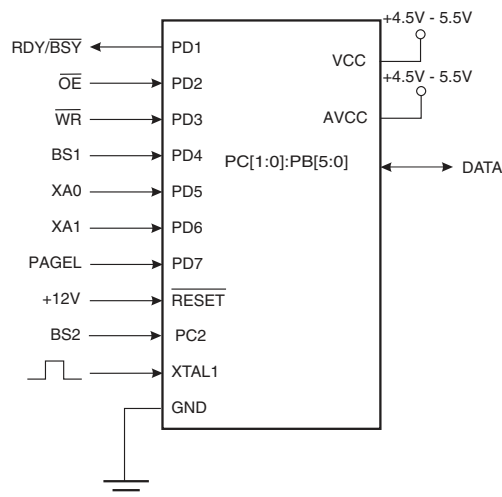 +4.5V - 5.5V
RDY/BSY PD1
VCC
+4.5V - 5.5V
OE PD2
WR PD3 AVCC
BS1 PD4 PC[1:0]:PB[5:0] DATA
XA0 PD5
XA1 PD6
PAGEL PD7
+12V RESET
BS2 PC2
XTAL1
GND